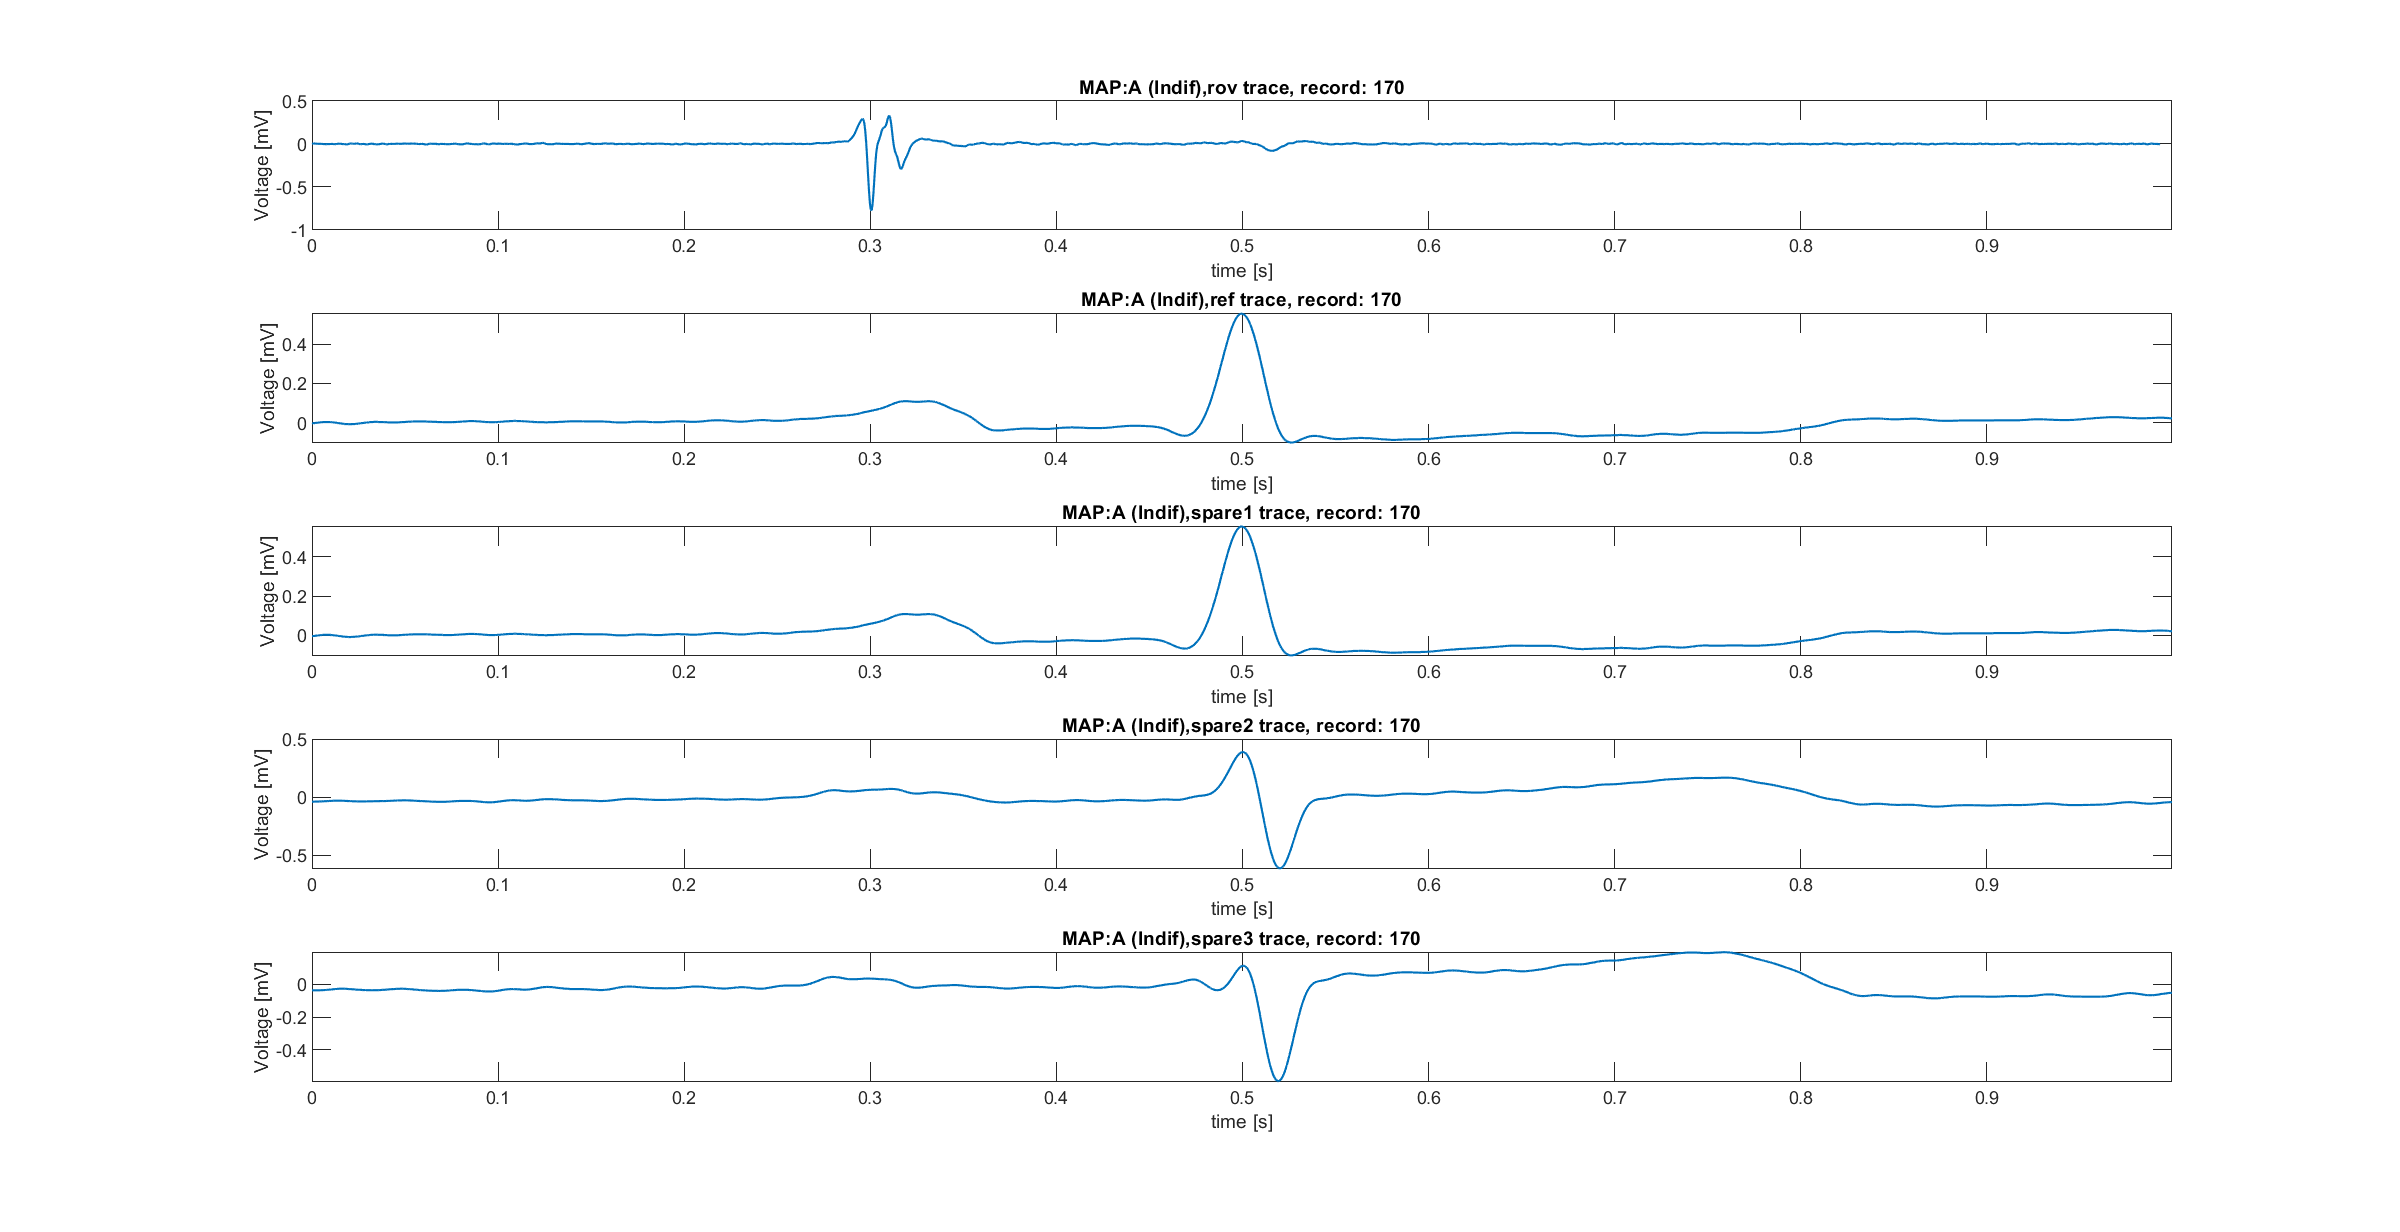 MAP:A (Indif),rov trace, record: 170
Voltage [mV]
0.5
0
-0.5
-1
0 0.1 0.2 0.3 0.4 0.5 0.6 0.7 0.8 0.9
time [s]
MAP:A (Indif),ref trace, record: 170
Voltage [mV]
0.4
0.2
0
0 0.1 0.2 0.3 0.4 0.5 0.6 0.7 0.8 0.9
time [s]
MAP:A (Indif),spare1 trace, record: 170
Voltage [mV]
0.4
0.2
0
0 0.1 0.2 0.3 0.4 0.5 0.6 0.7 0.8 0.9
time [s]
MAP:A (Indif),spare2 trace, record: 170
Voltage [mV]
0.5
0
-0.5
0 0.1 0.2 0.3 0.4 0.5 0.6 0.7 0.8 0.9
time [s]
MAP:A (Indif),spare3 trace, record: 170
Voltage [mV]
0
-0.2
-0.4
0 0.1 0.2 0.3 0.4 0.5 0.6 0.7 0.8 0.9
time [s]